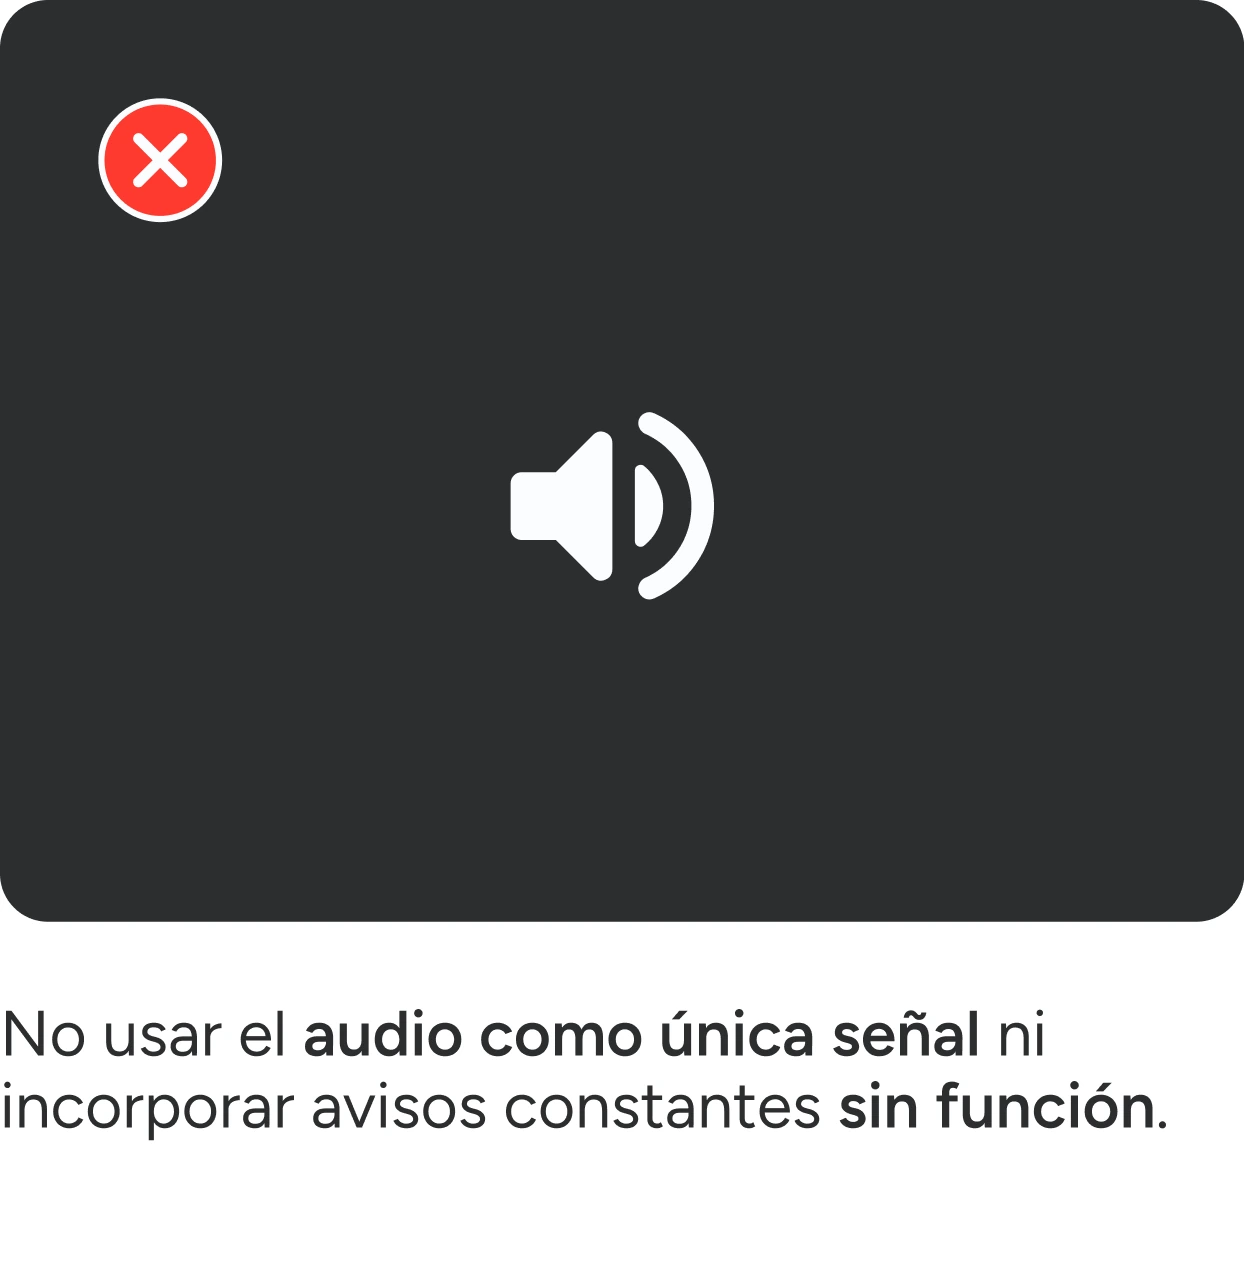 No usar el audio como única señal ni
incorporar avisos constantes sin función.